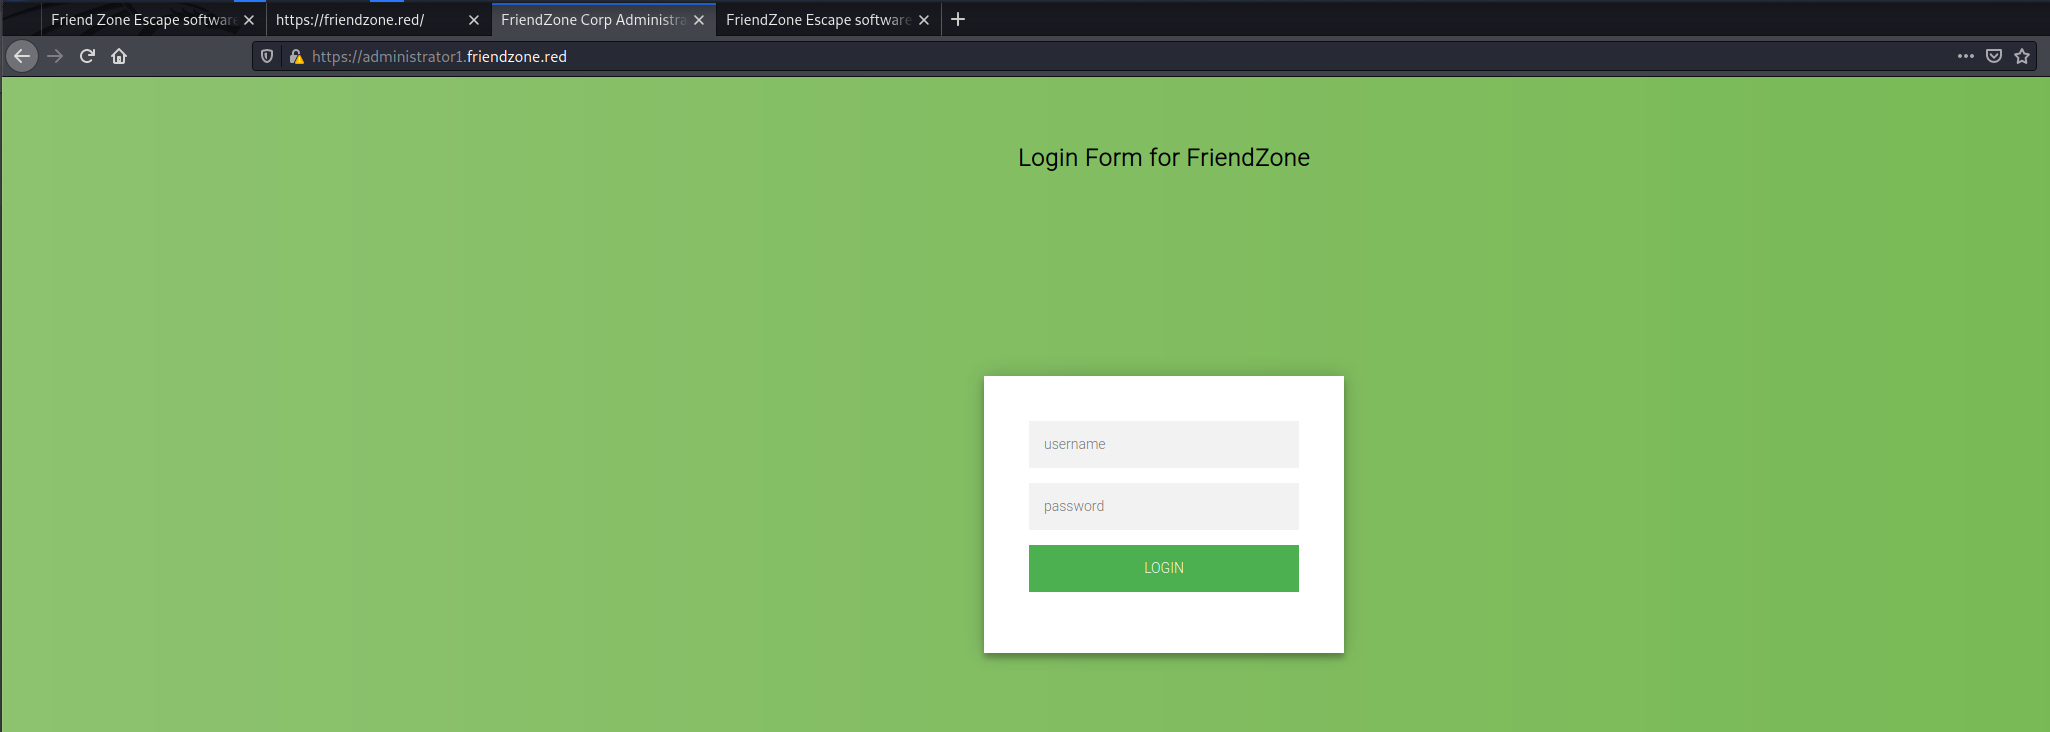 Friend Zone Escape software
https://friendzone.red/
FriendZone Corp Administra
FriendZone Escape software
https://administrator1.friendzone.red
Login Form for FriendZone
username
password
LOGIN